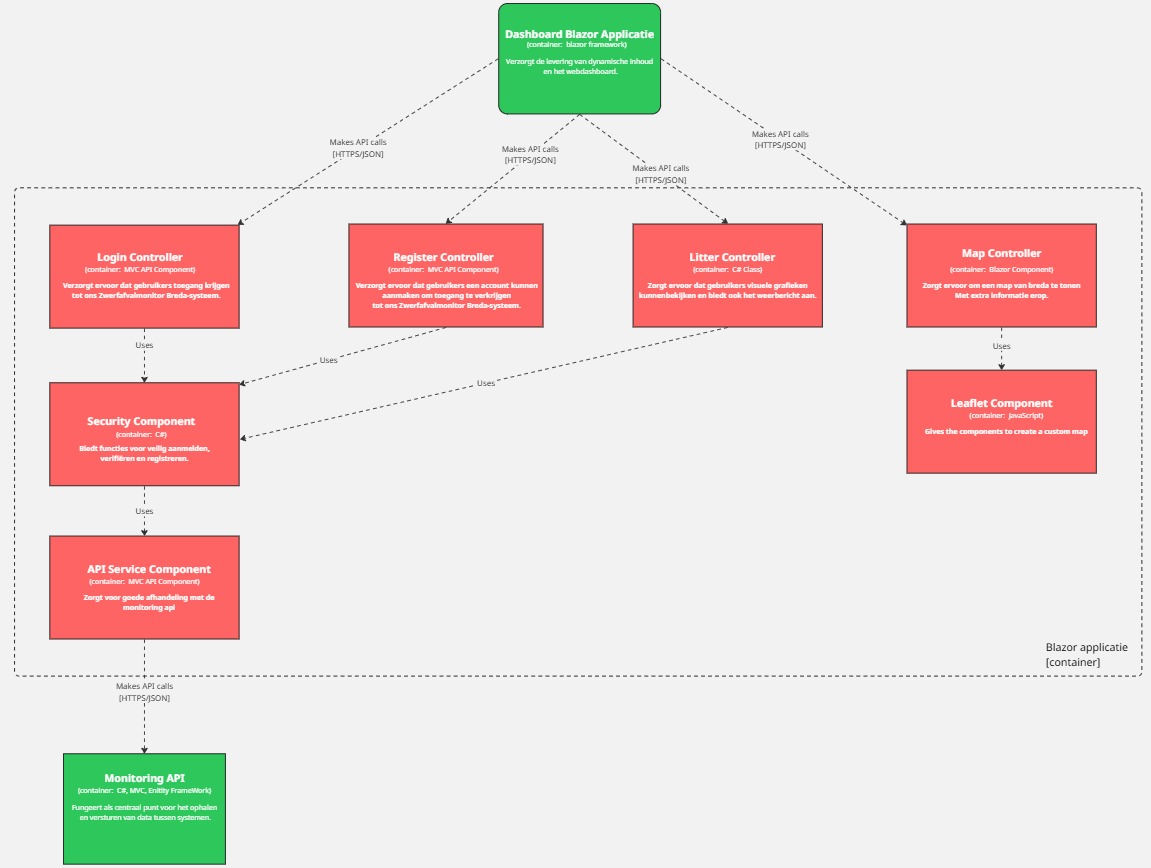 Dashboard Blazor Applicatie
(container: blazor framework)
Verzorgt de levering van dynamische inhoud
en het webdashboard.
Makes API calls
[HTTPS/JSON]
Makes API calls
[HTTPS/JSON]
Makes API calls
[HTTPS/JSON]
Makes API calls
[HTTPS/JSON]
Login Controller
(container: MVC API Component)
Verzorgt ervoor dat gebruikers toegang krijgen
tot ons Zwerfafvalmonitor Breda-systeem.
Register Controller
(container: MVC API Component)
Verzorgt ervoor dat gebruikers een account kunnen
aanmaken om toegang te verkrijgen
tot ons Zwerfafvalmonitor Breda-systeem.
Litter Controller
(container: C# Class)
Zorgt ervoor dat gebruikers visuele grafieken
kunnenbekijken en biedt ook het weerbericht aan.
Map Controller
(container: Blazor Component)
Zorgt ervoor om een map van breda te tonen
Met extra informatie erop.
Uses
Uses
Uses
Uses
Security Component
(container: C#)
Biedt functies voor veilig aanmelden,
verifiëren en registreren.
Leaflet Component
(container: JavaScript)
Gives the components to create a custom map
Uses
API Service Component
(container: MVC API Component)
Zorgt voor goede afhandeling met de
monitoring api
Blazor applicatie
[container]
Makes API calls
[HTTPS/JSON]
Monitoring API
(container: C#, MVC, Enitity FrameWork)
Fungeert als centraal punt voor het ophalen
en versturen van data tussen systemen.